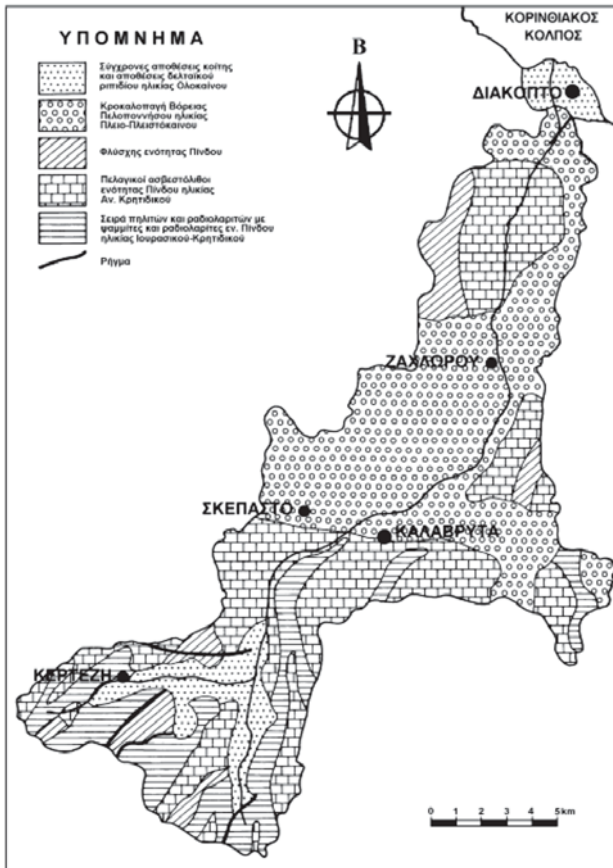 ΥΠΟΜΝΗΜΑ
Σύγχρονες αποθέσεις κοίτης
και αποθέσεις δελταϊκού
ριπιδίου ηλικίας Ολοκαίνου
Κροκαλοπαγή Βόρειας
Πελοποννήσου ηλικίας
Πλειο-Πλειστόκαινου
Φλύσχης ενότητας Πίνδου
Πελαγικοί ασβεστόλιθοι
ενότητας Πίνδου ηλικίας
Αν. Κρητιδικού
Σειρά πηλιτών και ραδιολαριτών με
ψαμμίτες και ραδιολαρίτες εν. Πίνδου
ηλικίας Ιουρασικού-Κρητιδικού
Ρήγμα
Β
ΚΟΡΙΝΘΙΑΚΟΣ
ΚΟΛΠΟΣ
ΔΙΑΚΟΠΤΟ
ΖΑΧΛΩΡΟΥ
ΣΚΕΠΑΣΤΟ
ΚΑΛΑΒΡΥΤΑ
ΚΕΡΤΕΖΗ
0 1 2 3 4 5km